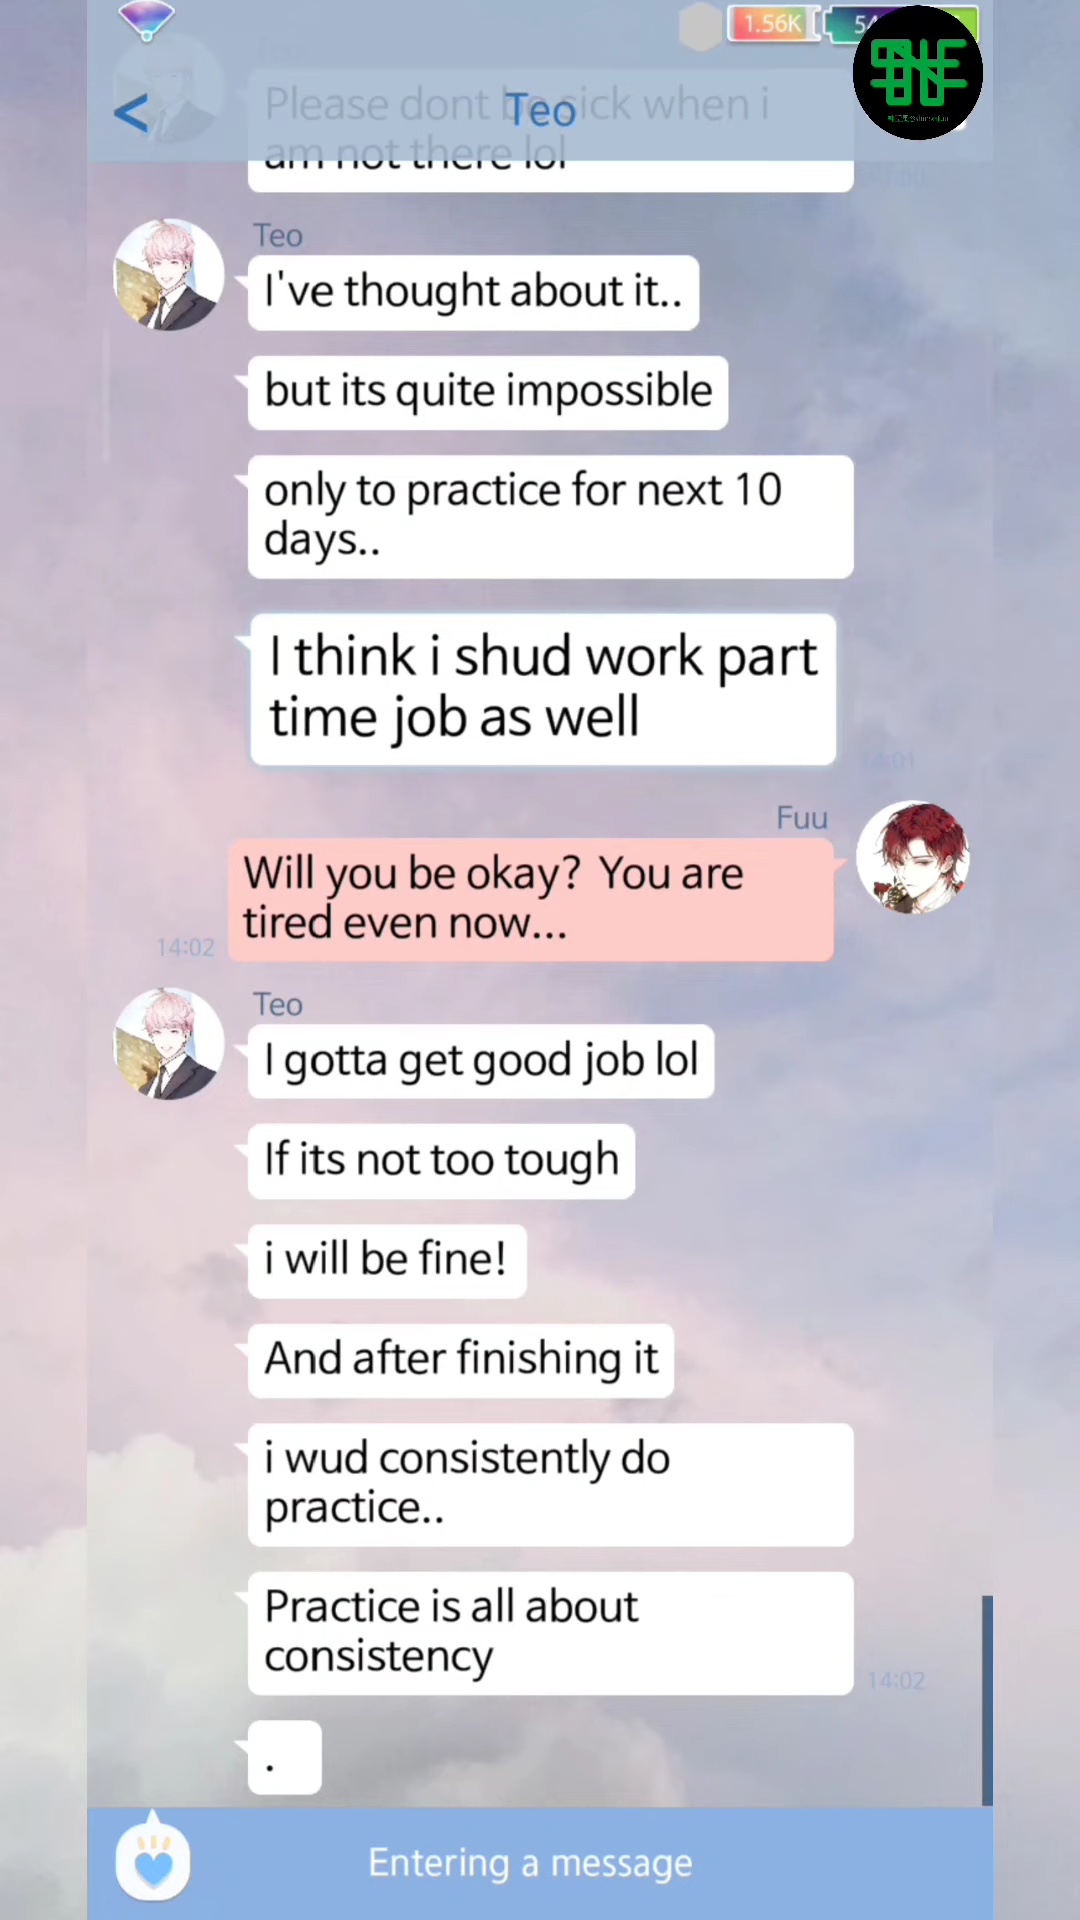 1.56K
Teo
Please dont be sick when i
am not there lol
Teo
I've thought about it..
but its quite impossible
only to practice for next 10
days..
I think i shud work part
time job as well
14:01
Fuu
Will you be okay?  You are
tired even now...
14:02
Teo
I gotta get good job lol
If its not too tough
i will be fine!
And after finishing it
i wud consistently do
practice..
Practice is all about
consistency
14:02
.
Entering a message